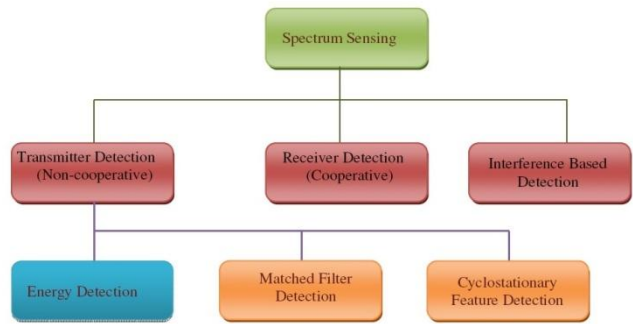 Spectrum Sensing
Transmitter Detection
(Non-cooperative)
Receiver Detection
(Cooperative)
Interference Based
Detection
Energy Detection
Matched Filter
Detection
Cyclostationary
Feature Detection